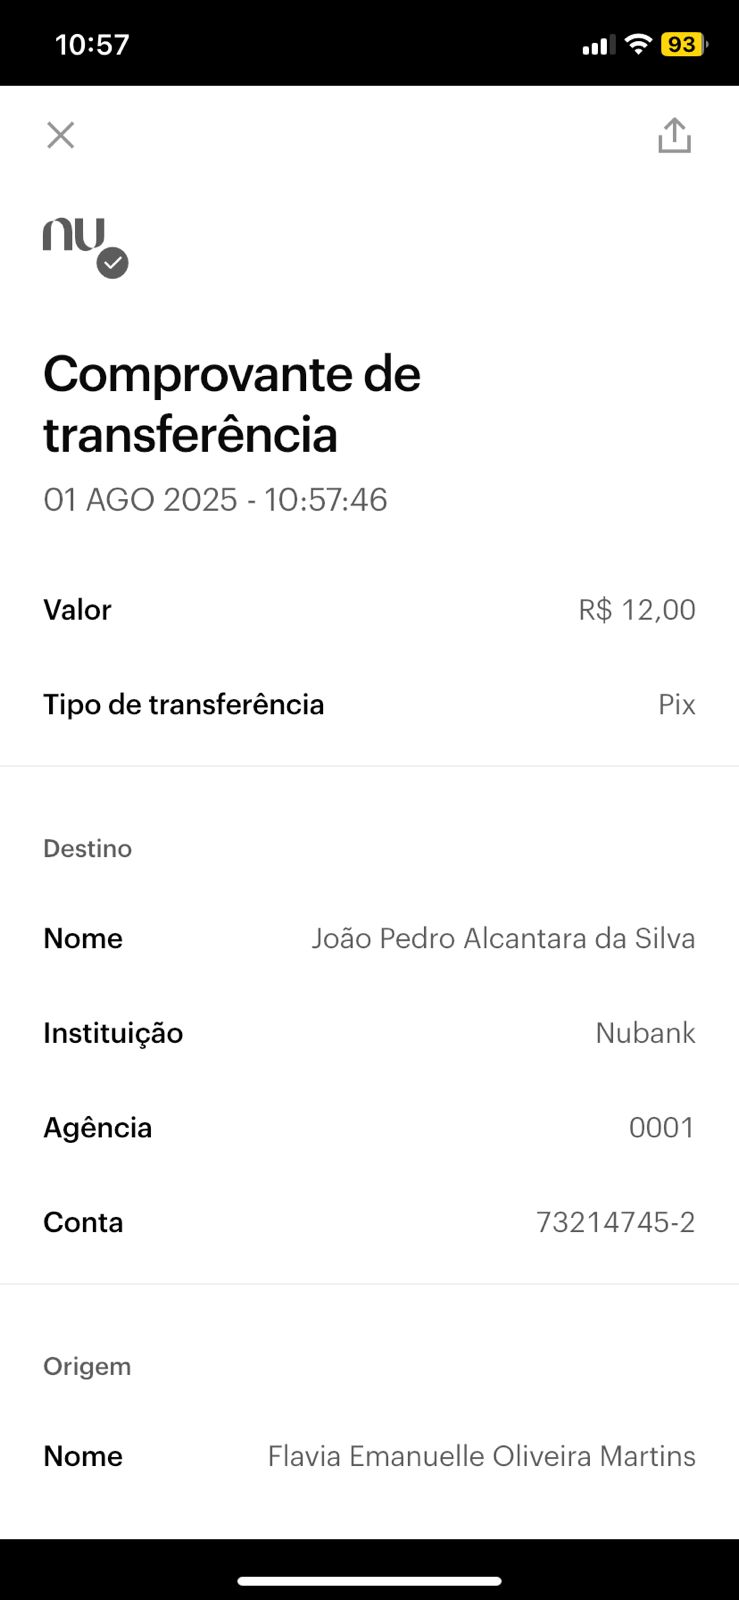 10:57
93
nu
Comprovante de
transferência
01 AGO 2025 - 10:57:46
Valor R$ 12,00
Tipo de transferência Pix
Destino
Nome João Pedro Alcantara da Silva
Instituição Nubank
Agência 0001
Conta 73214745-2
Origem
Nome Flavia Emanuelle Oliveira Martins